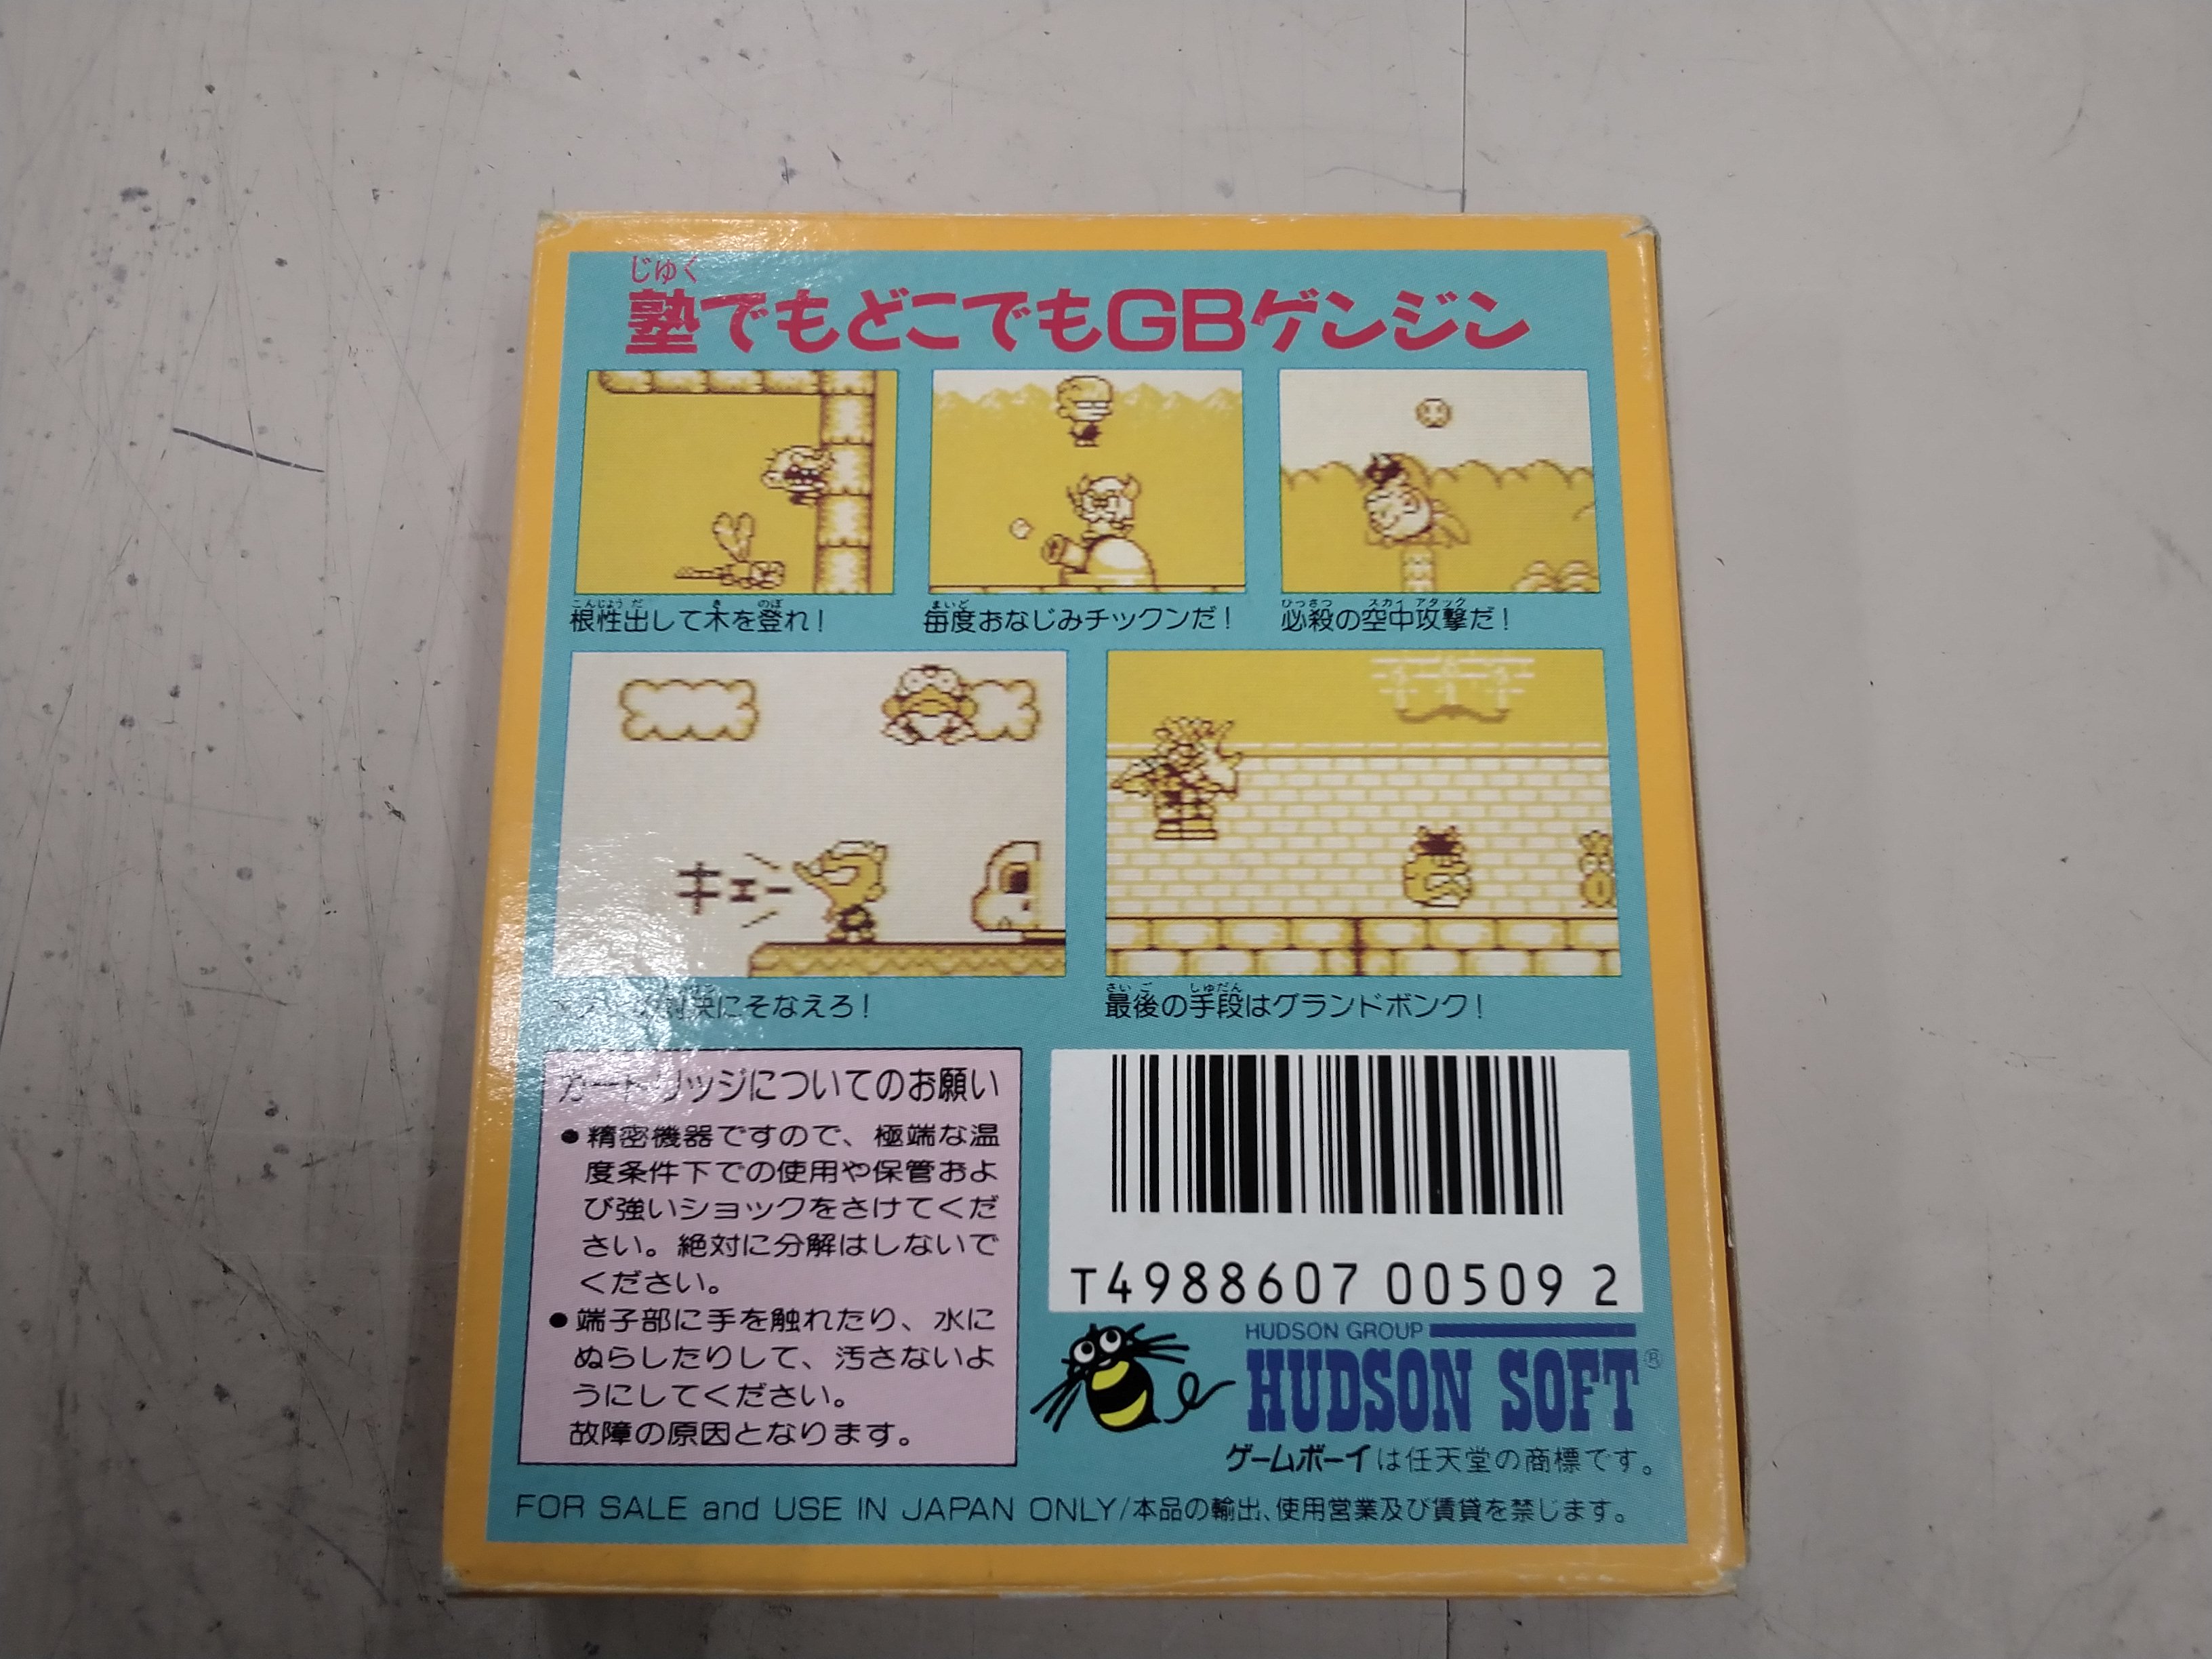 じゅく
塾でもどこでもGBゲンジン
こんじょう だ き のぼ
根性出して木を登れ！
まいど
毎度おなじみチックンだ！
ひっさつ スカイ アタック
必殺の空中攻撃だ！
キェー
にそなえろ！
さいご しゅだん
最後の手段はグランドボンク！
カートリッジについてのお願い
●精密機器ですので、極端な温
度条件下での使用や保管およ
び強いショックをさけてくだ
さい。絶対に分解はしないで
ください。
●端子部に手を触れたり、水に
ぬらしたりして、汚さないよ
うにしてください。
故障の原因となります。
T4988607 00509 2
HUDSON GROUP
HUDSON SOFT®
ゲームボーイは任天堂の商標です。
FOR SALE and USE IN JAPAN ONLY/本品の輸出、使用営業及び賃貸を禁じます。